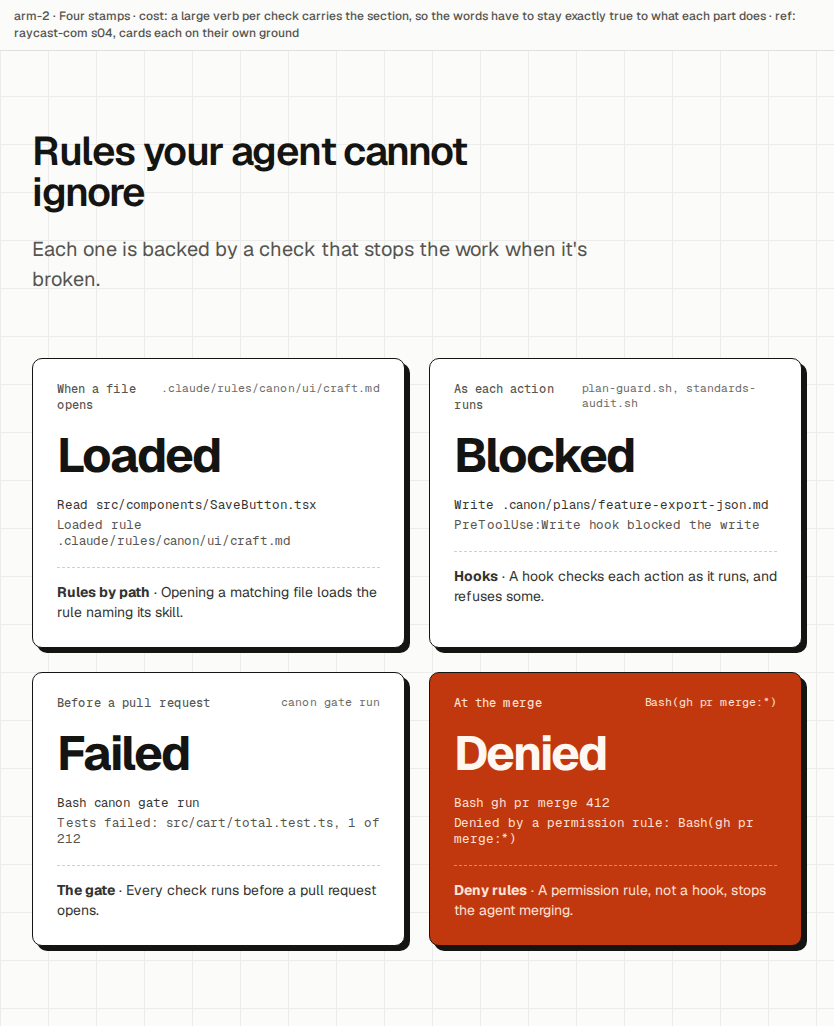 arm-2 · Four stamps · cost: a large verb per check carries the section, so the words have to stay exactly true to what each part does · ref:
raycast-com s04, cards each on their own ground
Rules your agent cannot
ignore
Each one is backed by a check that stops the work when it's
broken.
When a file
opens
.claude/rules/canon/ui/craft.md
Loaded
Read src/components/SaveButton.tsx
Loaded rule
.claude/rules/canon/ui/craft.md
Rules by path · Opening a matching file loads the
rule naming its skill.
As each action
runs
plan-guard.sh, standards-
audit.sh
Blocked
Write .canon/plans/feature-export-json.md
PreToolUse:Write hook blocked the write
Hooks · A hook checks each action as it runs, and
refuses some.
Before a pull request
canon gate run
Failed
Bash canon gate run
Tests failed: src/cart/total.test.ts, 1 of
212
The gate · Every check runs before a pull request
opens.
At the merge
Bash(gh pr merge:*)
Denied
Bash gh pr merge 412
Denied by a permission rule: Bash(gh pr
merge:*)
Deny rules · A permission rule, not a hook, stops
the agent merging.